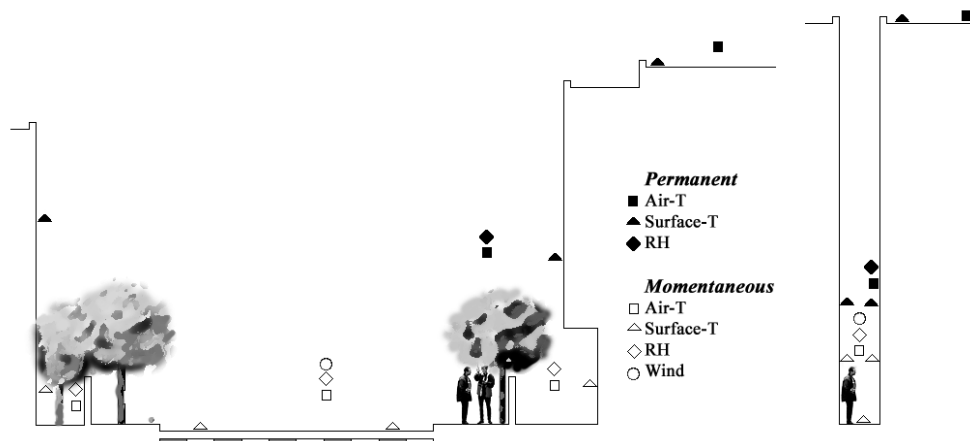 Permanent
Air-T
Surface-T
RH
Momentaneous
Air-T
Surface-T
RH
Wind